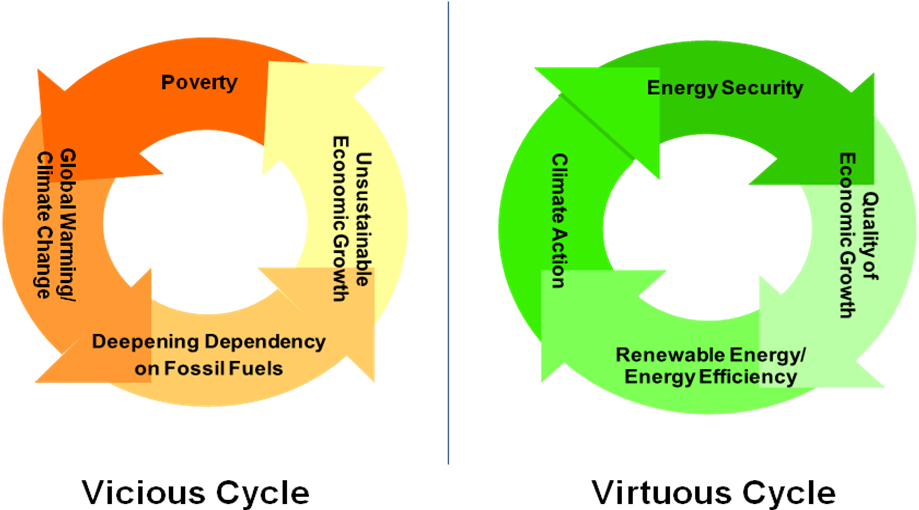 Poverty
Global Warming/
Climate Change
Unsustainable
Economic Growth
Deepening Dependency
on Fossil Fuels
Vicious Cycle
Energy Security
Climate Action
Quality of
Economic Growth
Renewable Energy/
Energy Efficiency
Virtuous Cycle